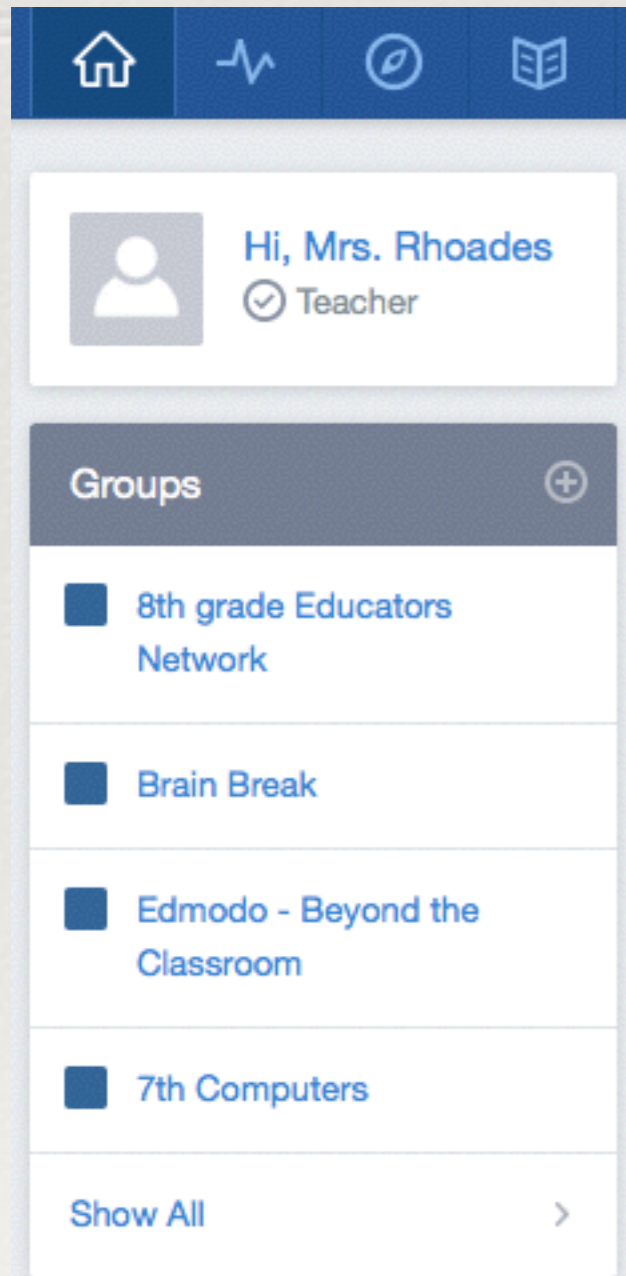 Hi, Mrs. Rhoades
Teacher
Groups
8th grade Educators
Network
Brain Break
Edmodo - Beyond the
Classroom
7th Computers
Show All